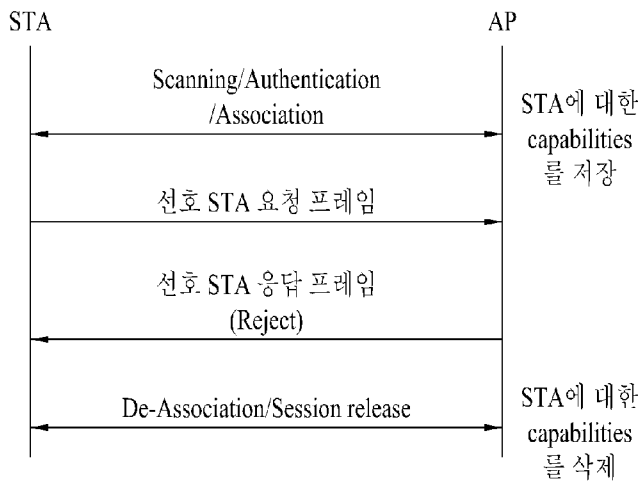 STA
AP
Scanning/Authentication
/Association
STA에 대한
capabilities
를 저장
선호 STA 요청 프레임
선호 STA 응답 프레임
(Reject)
De-Association/Session release
STA에 대한
capabilities
를 삭제